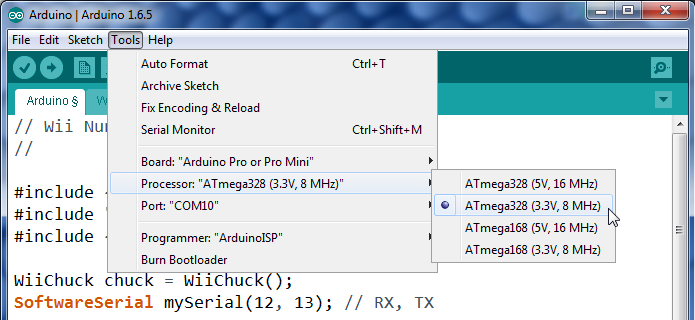 Arduino | Arduino 1.6.5
File Edit Sketch Tools Help
Auto Format Ctrl+T
Archive Sketch
Fix Encoding & Reload
Serial Monitor Ctrl+Shift+M
Board: "Arduino Pro or Pro Mini"
Processor: "ATmega328 (3.3V, 8 MHz)"
Port: "COM10"
Programmer: "ArduinoISP"
Burn Bootloader
ATmega328 (5V, 16 MHz)
ATmega328 (3.3V, 8 MHz)
ATmega168 (5V, 16 MHz)
ATmega168 (3.3V, 8 MHz)
Arduino §
// Wii
//
#include
#include
#include
WiiChuck chuck = WiiChuck();
SoftwareSerial mySerial(12, 13); // RX, TX